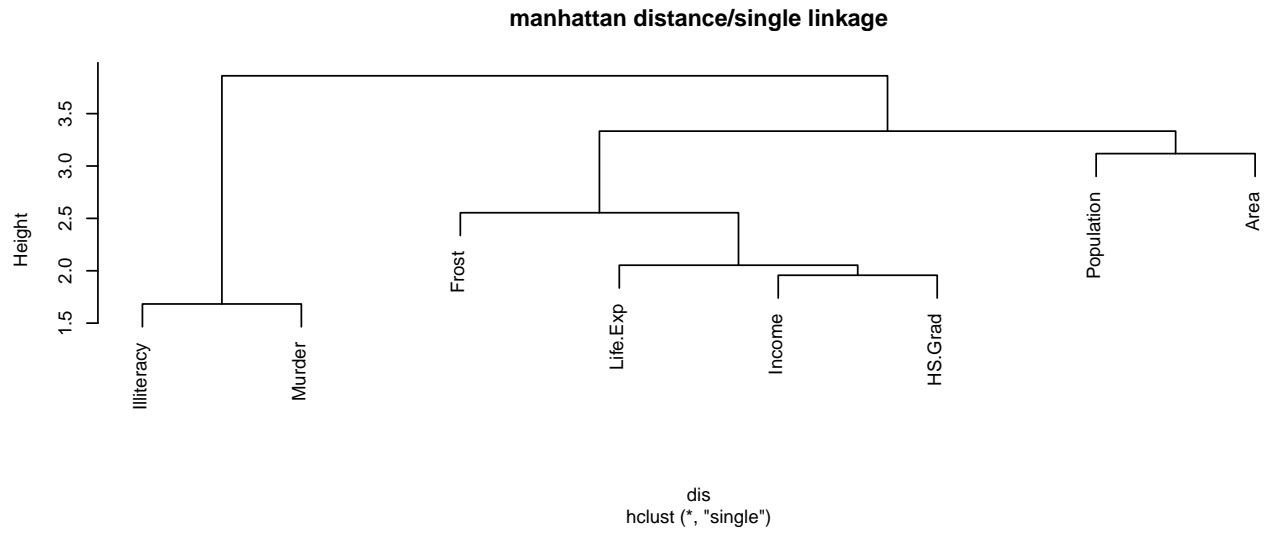 manhattan distance/single linkage
Height
3.5
3.0
2.5
2.0
1.5
Illiteracy
Murder
Frost
Life.Exp
Income
HS.Grad
Population
Area
dis
hclust (*, "single")